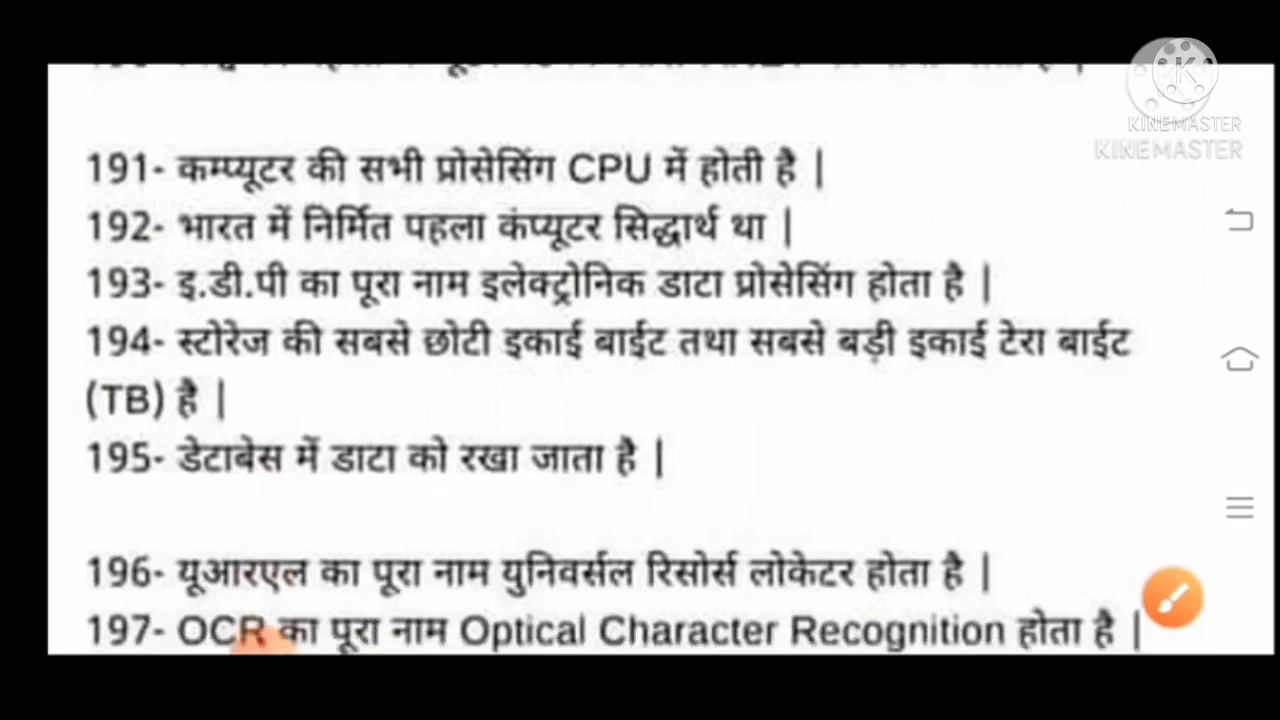 KINEMASTER
KINEMASTER
191- कम्प्यूटर की सभी प्रोसेसिंग CPU में होती है |
192- भारत में निर्मित पहला कंप्यूटर सिद्धार्थ था |
193- इ.डी.पी का पूरा नाम इलेक्ट्रोनिक डाटा प्रोसेसिंग होता है |
194- स्टोरेज की सबसे छोटी इकाई बाईट तथा सबसे बड़ी इकाई टेरा बाईट
(TB) है |
195- डेटाबेस में डाटा को रखा जाता है |
196- यूआरएल का पूरा नाम युनिवर्सल रिसोर्स लोकेटर होता है |
197- OCR का पूरा नाम Optical Character Recognition होता है |